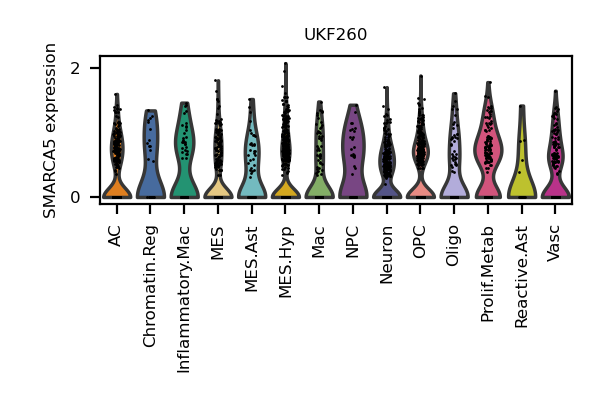 UKF260
SMARCA5 expression
2
0
AC
Chromatin.Reg
Inflammatory.Mac
MES
MES.Ast
MES.Hyp
Mac
NPC
Neuron
OPC
Oligo
Prolif.Metab
Reactive.Ast
Vasc